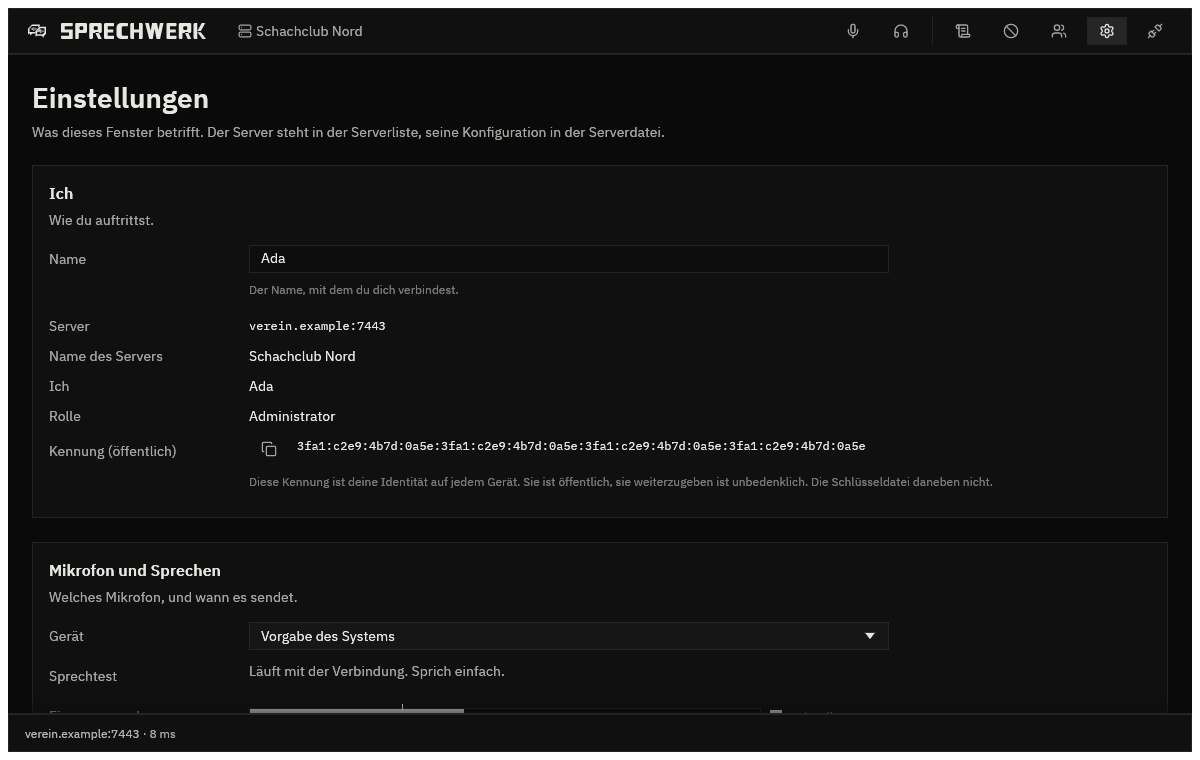 SPRECHWERK
Schachclub Nord
Einstellungen
Was dieses Fenster betrifft. Der Server steht in der Serverliste, seine Konfiguration in der Serverdatei.
Ich
Wie du auftrittst.
Name
Ada
Der Name, mit dem du dich verbindest.
Server
verein.example:7443
Name des Servers
Schachclub Nord
Ich
Ada
Rolle
Administrator
Kennung (öffentlich)
3fa1:c2e9:4b7d:0a5e:3fa1:c2e9:4b7d:0a5e:3fa1:c2e9:4b7d:0a5e:3fa1:c2e9:4b7d:0a5e
Diese Kennung ist deine Identität auf jedem Gerät. Sie ist öffentlich, sie weiterzugeben ist unbedenklich. Die Schlüsseldatei daneben nicht.
Mikrofon und Sprechen
Welches Mikrofon, und wann es sendet.
Gerät
Vorgabe des Systems
Sprechtest
Läuft mit der Verbindung. Sprich einfach.
verein.example:7443 · 8 ms